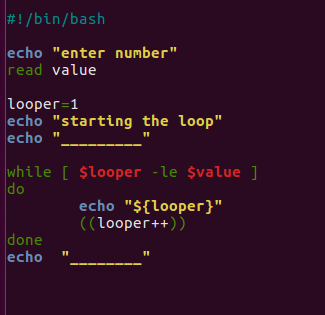 #!/bin/bash
echo "enter number"
read value
looper=1
echo "starting the loop"
echo "_________"
while [ $looper -le $value ]
do
        echo "${looper}"
        ((looper++))
done
echo  "________"